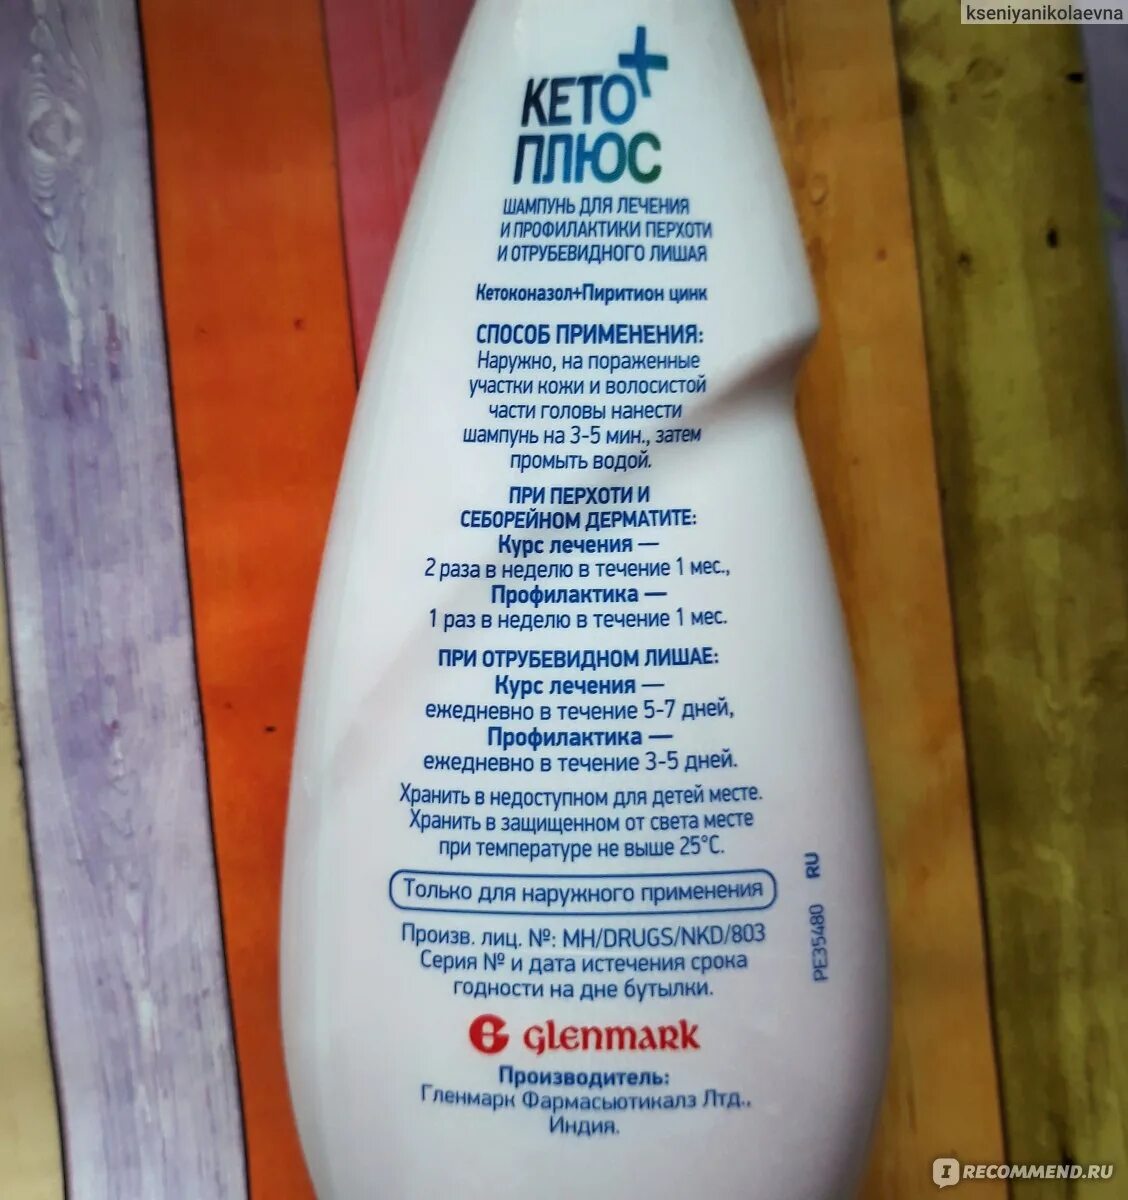 kseniyanikolaevna
КЕТО+
ПЛЮС
ШАМПУНЬ ДЛЯ ЛЕЧЕНИЯ
И ПРОФИЛАКТИКИ ПЕРХОТИ
И ОТРУБЕВИДНОГО ЛИШАЯ
Кетоконазол+Пиритион цинк
СПОСОБ ПРИМЕНЕНИЯ:
Наружно, на пораженные
участки кожи и волосистой
части головы нанести
шампунь на 3-5 мин., затем
промыть водой.
ПРИ ПЕРХОТИ И
СЕБОРЕЙНОМ ДЕРМАТИТЕ:
Курс лечения —
2 раза в неделю в течение 1 мес.,
Профилактика —
1 раз в неделю в течение 1 мес.
ПРИ ОТРУБЕВИДНОМ ЛИШАЕ:
Курс лечения —
ежедневно в течение 5-7 дней,
Профилактика —
ежедневно в течение 3-5 дней.
Хранить в недоступном для детей месте.
Хранить в защищенном от света месте
при температуре не выше 25°C.
Только для наружного применения
Произв. лиц. №: MH/DRUGS/NKD/803
Серия № и дата истечения срока
годности на дне бутылки.
PE35480 RU
G glenmark
Производитель:
Гленмарк Фармасьютикалз Лтд.,
Индия.
IRECOMMEND.RU